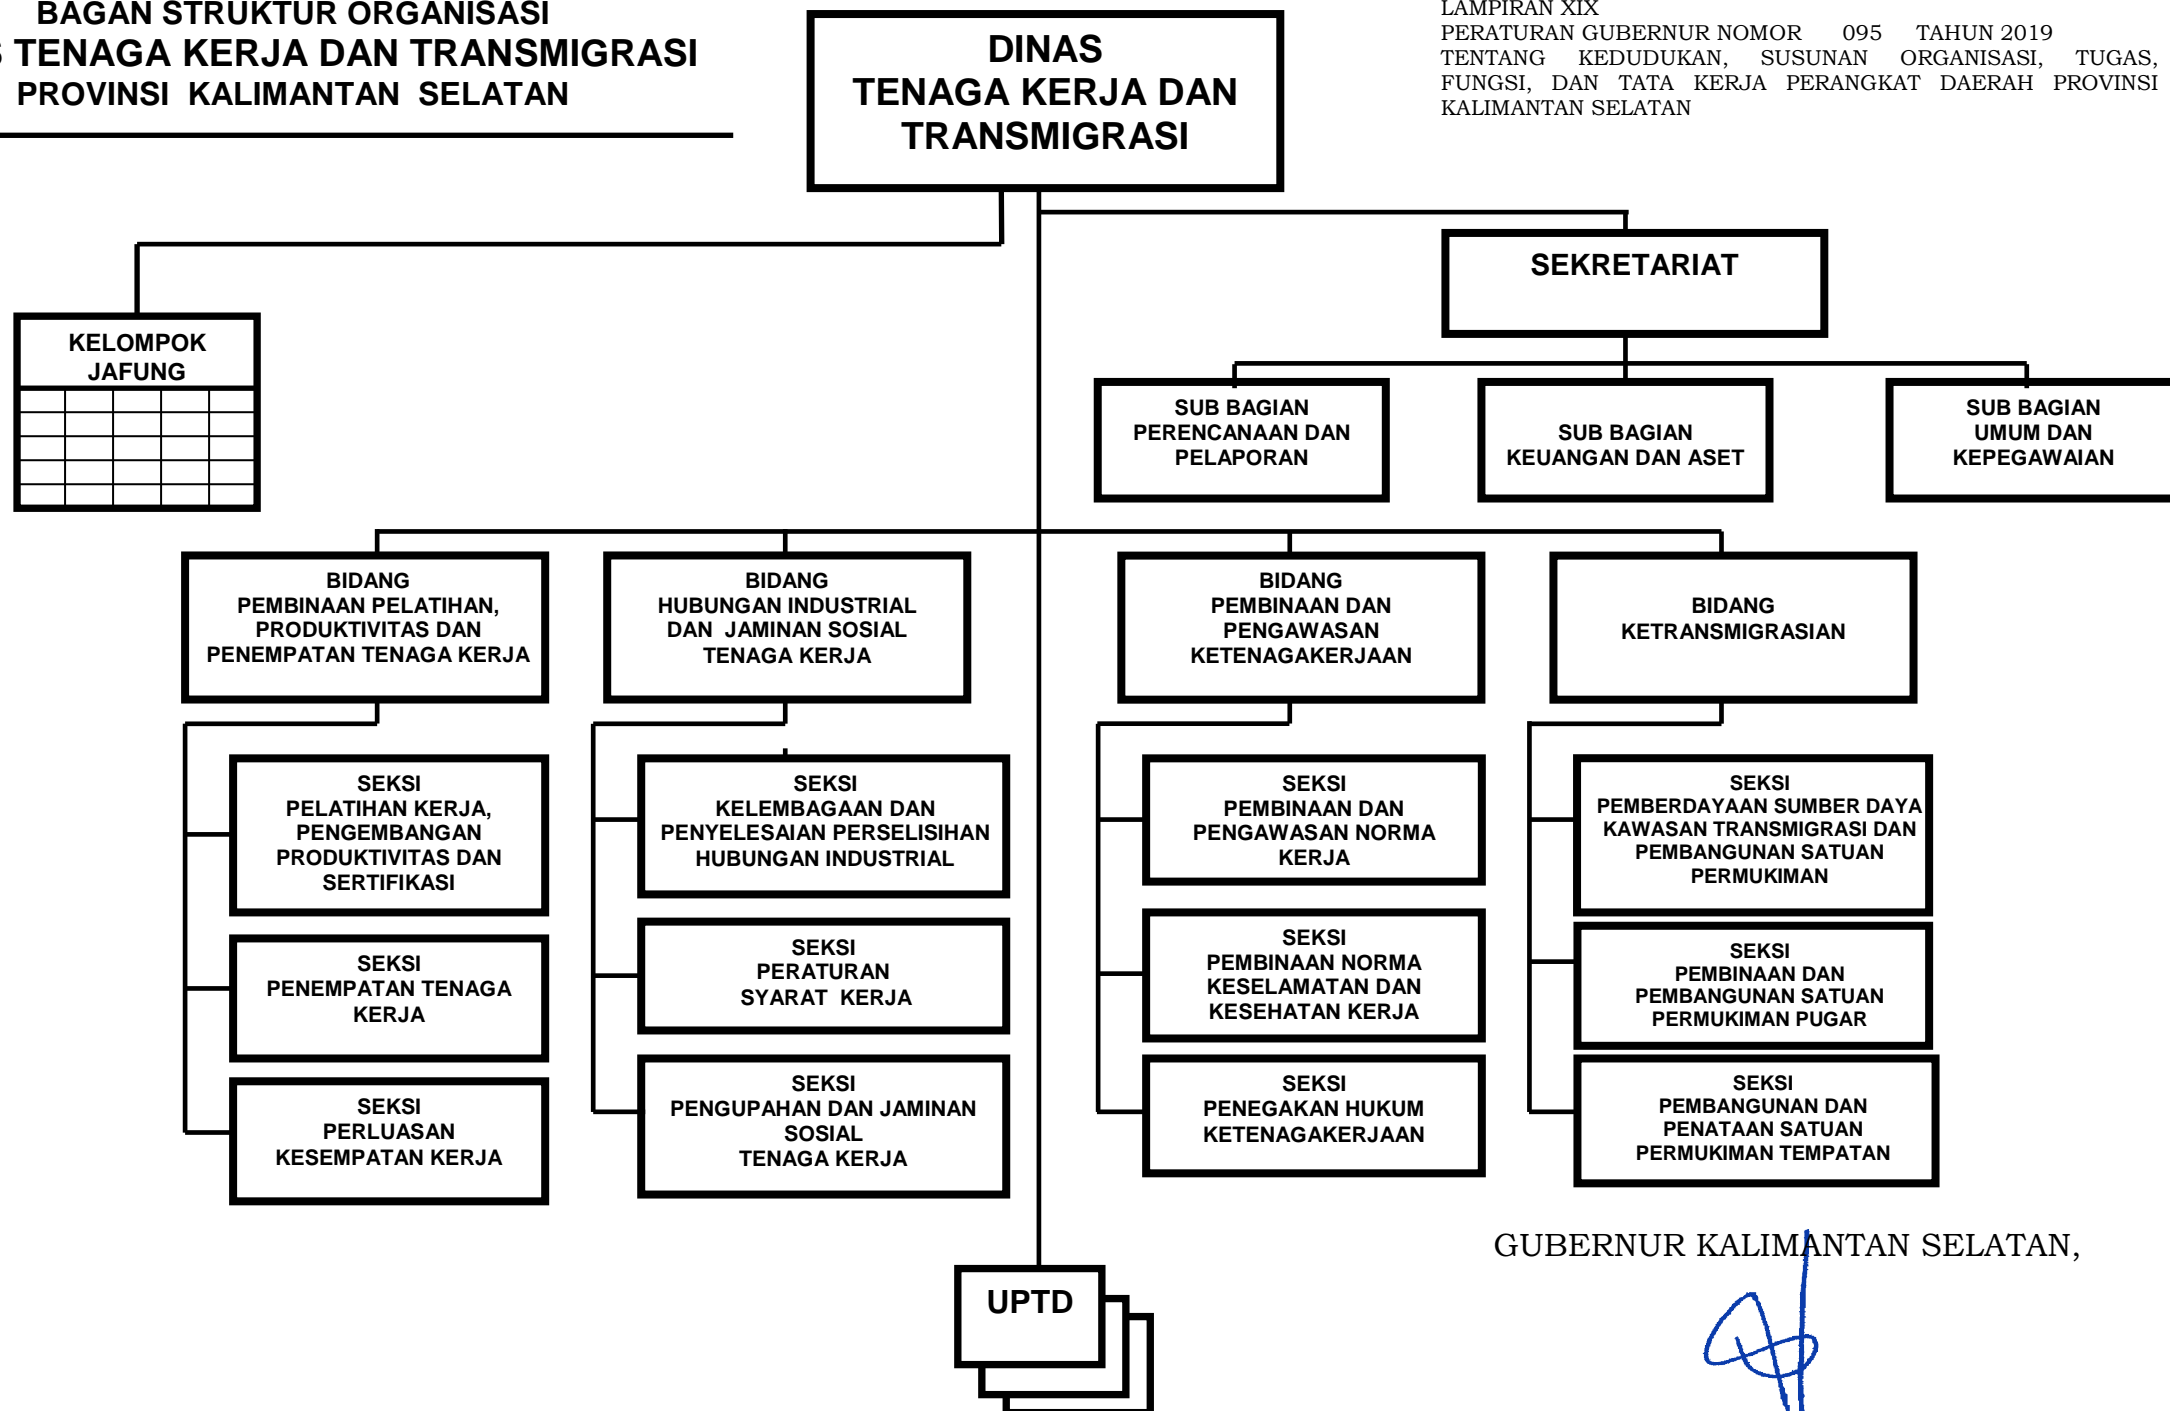 BAGAN STRUKTUR ORGANISASI
TENAGA KERJA DAN TRANSMIGRASI
PROVINSI KALIMANTAN SELATAN
DINAS
TENAGA KERJA DAN
TRANSMIGRASI
LAMPIRAN XIX
PERATURAN GUBERNUR NOMOR 095 TAHUN 2019
TENTANG KEDUDUKAN, SUSUNAN ORGANISASI, TUGAS,
FUNGSI, DAN TATA KERJA PERANGKAT DAERAH PROVINSI
KALIMANTAN SELATAN
SEKRETARIAT
KELOMPOK
JAFUNG
SUB BAGIAN
PERENCANAAN DAN
PELAPORAN
SUB BAGIAN
KEUANGAN DAN ASET
SUB BAGIAN
UMUM DAN
KEPEGAWAIAN
BIDANG
PEMBINAAN PELATIHAN,
PRODUKTIVITAS DAN
PENEMPATAN TENAGA KERJA
BIDANG
HUBUNGAN INDUSTRIAL
DAN JAMINAN SOSIAL
TENAGA KERJA
BIDANG
PEMBINAAN DAN
PENGAWASAN
KETENAGAKERJAAN
BIDANG
KETRANSMIGRASIAN
SEKSI
PELATIHAN KERJA,
PENGEMBANGAN
PRODUKTIVITAS DAN
SERTIFIKASI
SEKSI
KELEMBAGAAN DAN
PENYELESAIAN PERSELISIHAN
HUBUNGAN INDUSTRIAL
SEKSI
PEMBINAAN DAN
PENGAWASAN NORMA
KERJA
SEKSI
PEMBERDAYAAN SUMBER DAYA
KAWASAN TRANSMIGRASI DAN
PEMBANGUNAN SATUAN
PERMUKIMAN
SEKSI
PENEMPATAN TENAGA
KERJA
SEKSI
PERATURAN
SYARAT KERJA
SEKSI
PEMBINAAN NORMA
KESELAMATAN DAN
KESEHATAN KERJA
SEKSI
PEMBINAAN DAN
PEMBANGUNAN SATUAN
PERMUKIMAN PUGAR
SEKSI
PERLUASAN
KESEMPATAN KERJA
SEKSI
PENGUPAHAN DAN JAMINAN
SOSIAL
TENAGA KERJA
SEKSI
PENEGAKAN HUKUM
KETENAGAKERJAAN
SEKSI
PEMBANGUNAN DAN
PENATAAN SATUAN
PERMUKIMAN TEMPATAN
UPTD
GUBERNUR KALIMANTAN SELATAN,